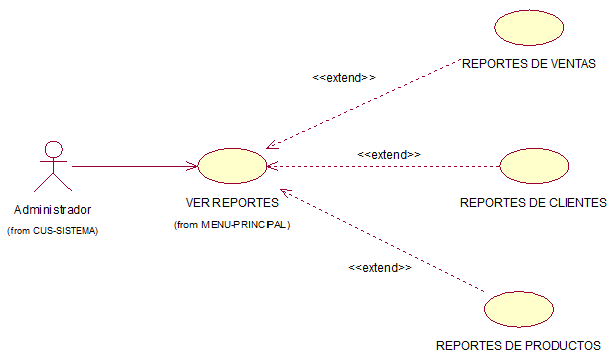 REPORTES DE VENTAS
<<extend>>
<<extend>>
Administrador
(from CUS-SISTEMA)
VER REPORTES
(from MENU-PRINCIPAL)
REPORTES DE CLIENTES
<<extend>>
REPORTES DE PRODUCTOS